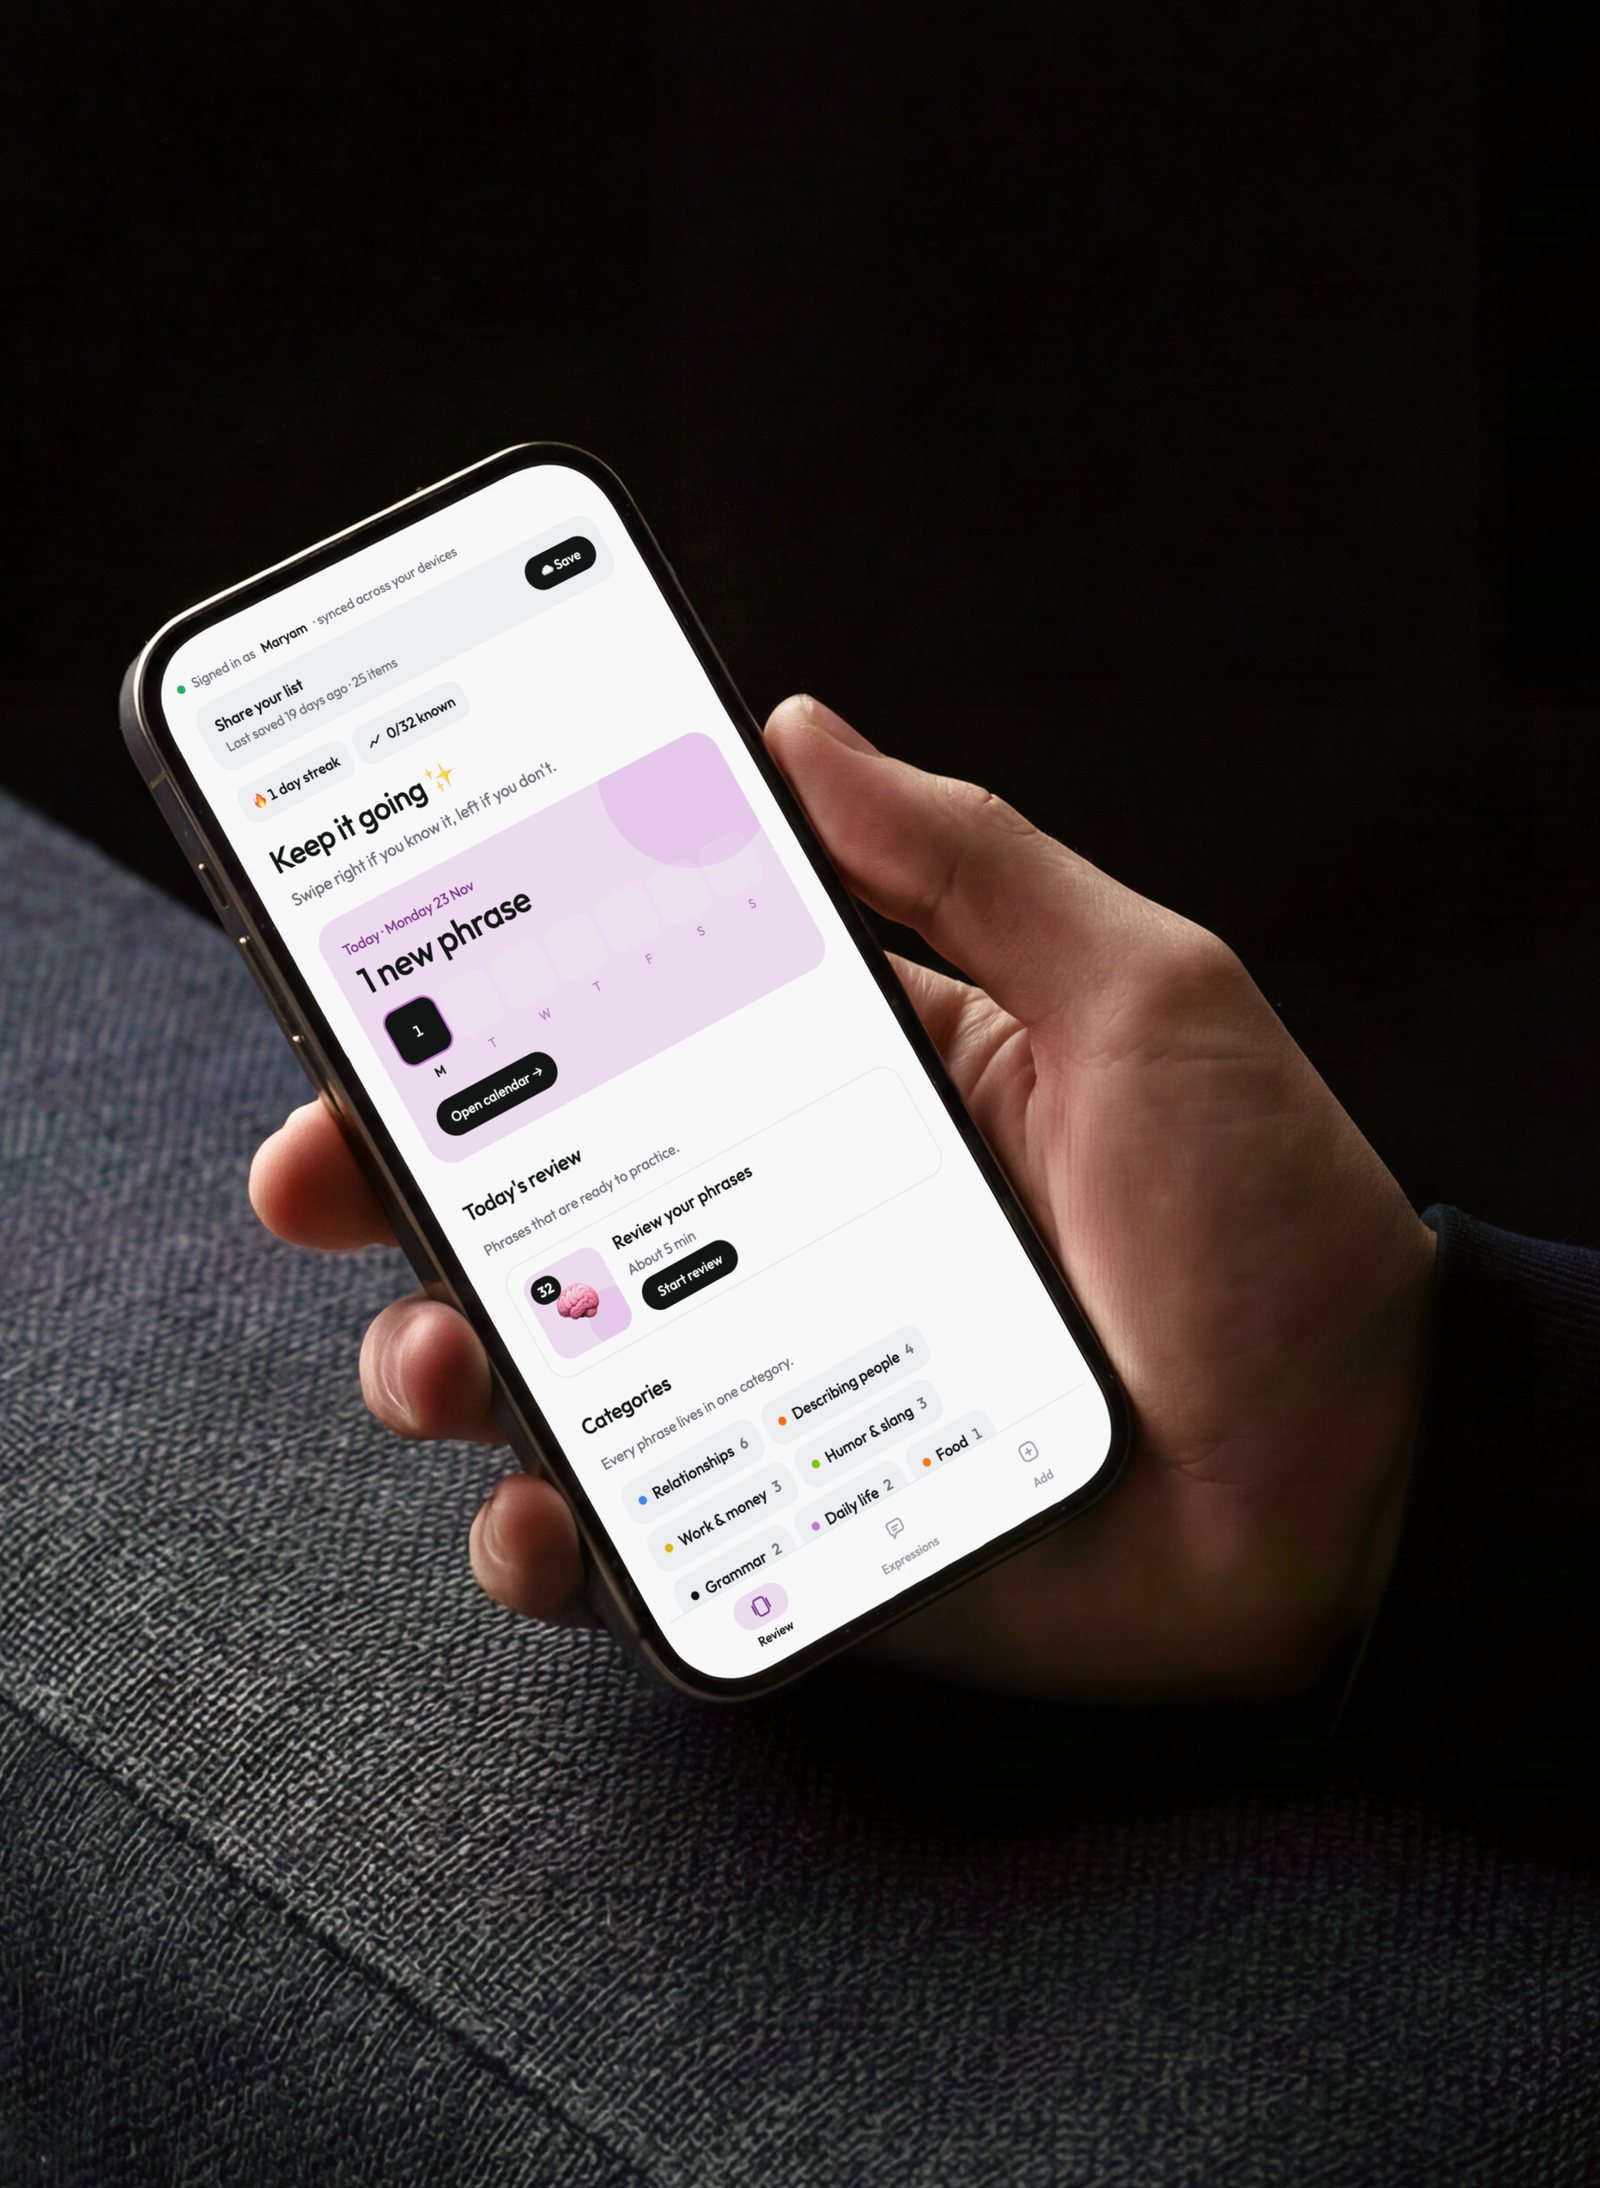 Signed in as Maryam · synced across your devices
Share your list
Last saved 19 days ago · 25 items
Save
1 day streak
0/32 known
Keep it going ✨
Swipe right if you know it, left if you don't.
Today · Monday 23 Nov
1 new phrase
1
M T W T F S S
Open calendar →
Today's review
Phrases that are ready to practice.
32
Review your phrases
About 5 min
Start review
Categories
Every phrase lives in one category.
Relationships 6
Describing people 4
Work & money 3
Humor & slang 3
Grammar 2
Daily life 2
Food 1
Review
Expressions
Add